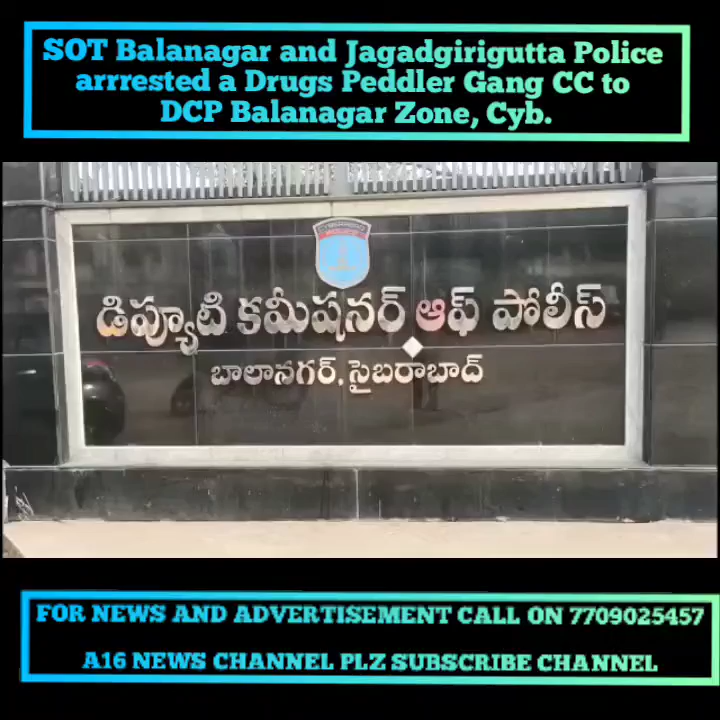 SOT Balanagar and Jagadgirigutta Police
arrrested a Drugs Peddler Gang CC to
DCP Balanagar Zone, Cyb.
డిప్యూటి కమీషనర్ ఆఫ్ పోలీస్
బాలానగర్. సైబరాబాద్
FOR NEWS AND ADVERTISEMENT CALL ON 7709025457
A16 NEWS CHANNEL PLZ SUBSCRIBE CHANNEL